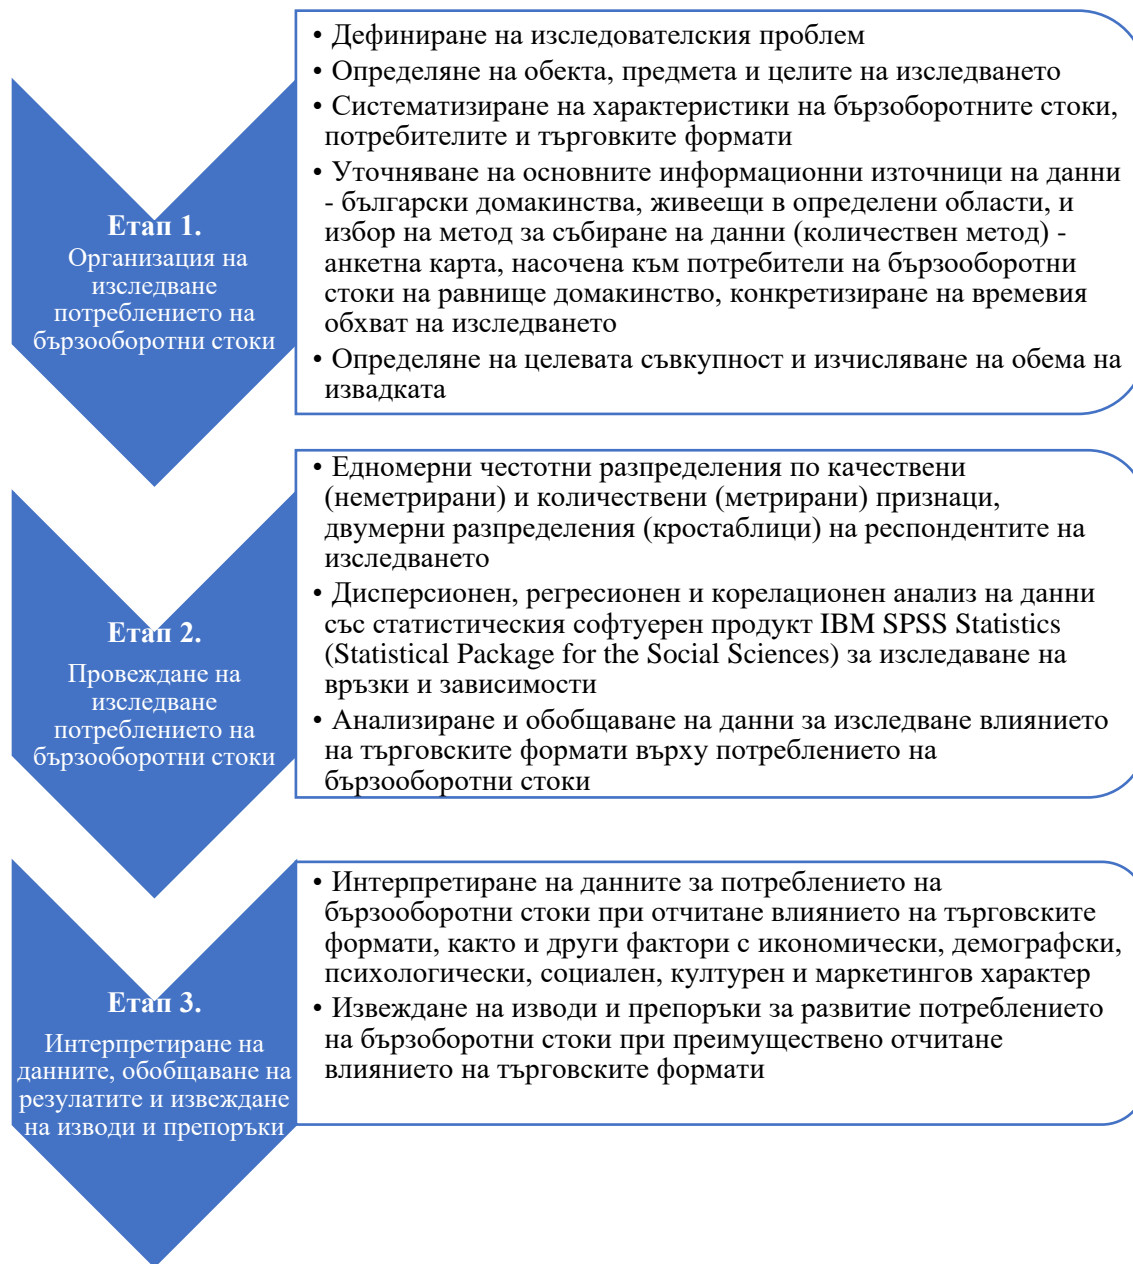 • Дефиниране на изследователския проблем
• Определяне на обекта, предмета и целите на изследването
• Систематизиране на характеристики на бързоборотните стоки,
потребителите и търговките формати
• Уточняване на основните информационни източници на данни
- български домакинства, живеещи в определени области, и
избор на метод за събиране на данни (количествен метод) -
анкетна карта, насочена към потребители на бързооборотни
стоки на равнище домакинство, конкретизиране на времевия
обхват на изследването
• Определяне на целевата съвкупност и изчисляване на обема на
извадката
Етап 1.
Организация на
изследване
потреблението на
бързооборотни стоки
• Едномерни честотни разпределения по качествени
(неметрирани) и количествени (метрирани) признаци,
двумерни разпределения (кростаблици) на респондентите на
изследването
• Дисперсионен, регресионен и корелационен анализ на данни
със статистическия софтуерен продукт IBM SPSS Statistics
(Statistical Package for the Social Sciences) за изследаване на
връзки и зависимости
• Анализиране и обобщаване на данни за изследване влиянието
на търговските формати върху потреблението на
бързооборотни стоки
Етап 2.
Провеждане на
изследване
потреблението на
бързооборотни стоки
• Интерпретиране на данните за потреблението на
бързооборотни стоки при отчитане влиянието на търговските
формати, както и други фактори с икономически, демографски,
психологически, социален, културен и маркетингов характер
• Извеждане на изводи и препоръки за развитие потреблението
на бързоборотни стоки при преимуществено отчитане
влиянието на търговските формати
Етап 3.
Интерпретиране на
данните, обобщаване на
резулатите и извеждане
на изводи и препоръки